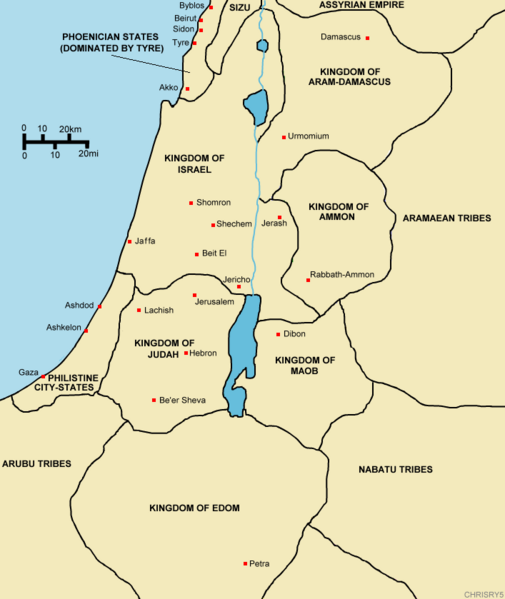 Byblos
SIZU
ASSYRIAN EMPIRE
Beirut
Sidon
PHOENICIAN STATES
(DOMINATED BY TYRE)
Tyre
Damascus
KINGDOM OF
ARAM-DAMASCUS
Akko
0 10 20km
0 10 20mi
Urmomium
KINGDOM OF
ISRAEL
Shomron
KINGDOM OF
AMMON
ARAMAEAN TRIBES
Shechem
Jerash
Jaffa
Beit El
Rabbath-Ammon
Jericho
Jerusalem
Ashdod
Lachish
Ashkelon
Dibon
KINGDOM OF
JUDAH
Hebron
KINGDOM OF
MAOB
Gaza
PHILISTINE
CITY-STATES
Be'er Sheva
ARUBU TRIBES
NABATU TRIBES
KINGDOM OF EDOM
Petra
CHRISRY5